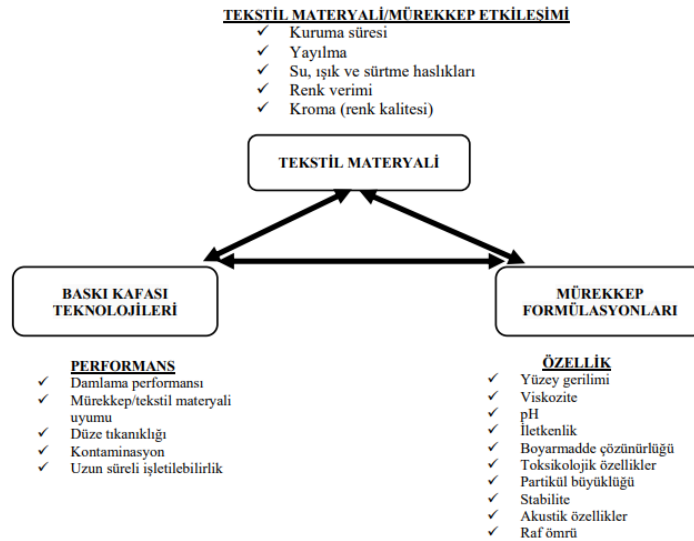 TEKSTİL MATERYALİ/MÜREKKEP ETKİLEŞİMİ
✓ Kuruma süresi
✓ Yayılma
✓ Su, ışık ve sürtme haslıkları
✓ Renk verimi
✓ Kroma (renk kalitesi)
TEKSTİL MATERYALİ
BASKI KAFASI
TEKNOLOJİLERİ
MÜREKKEP
FORMÜLASYONLARI
PERFORMANS
✓ Damlama performansı
✓ Mürekkep/tekstil materyali
uyumu
✓ Düze tıkanıklığı
✓ Kontaminasyon
✓ Uzun süreli işletilebilirlik
ÖZELLİK
✓ Yüzey gerilimi
✓ Viskozite
✓ pH
✓ İletkenlik
✓ Boyarmadde çözünürlüğü
✓ Toksikolojik özellikler
✓ Partikül büyüklüğü
✓ Stabilite
✓ Akustik özellikler
✓ Raf ömrü